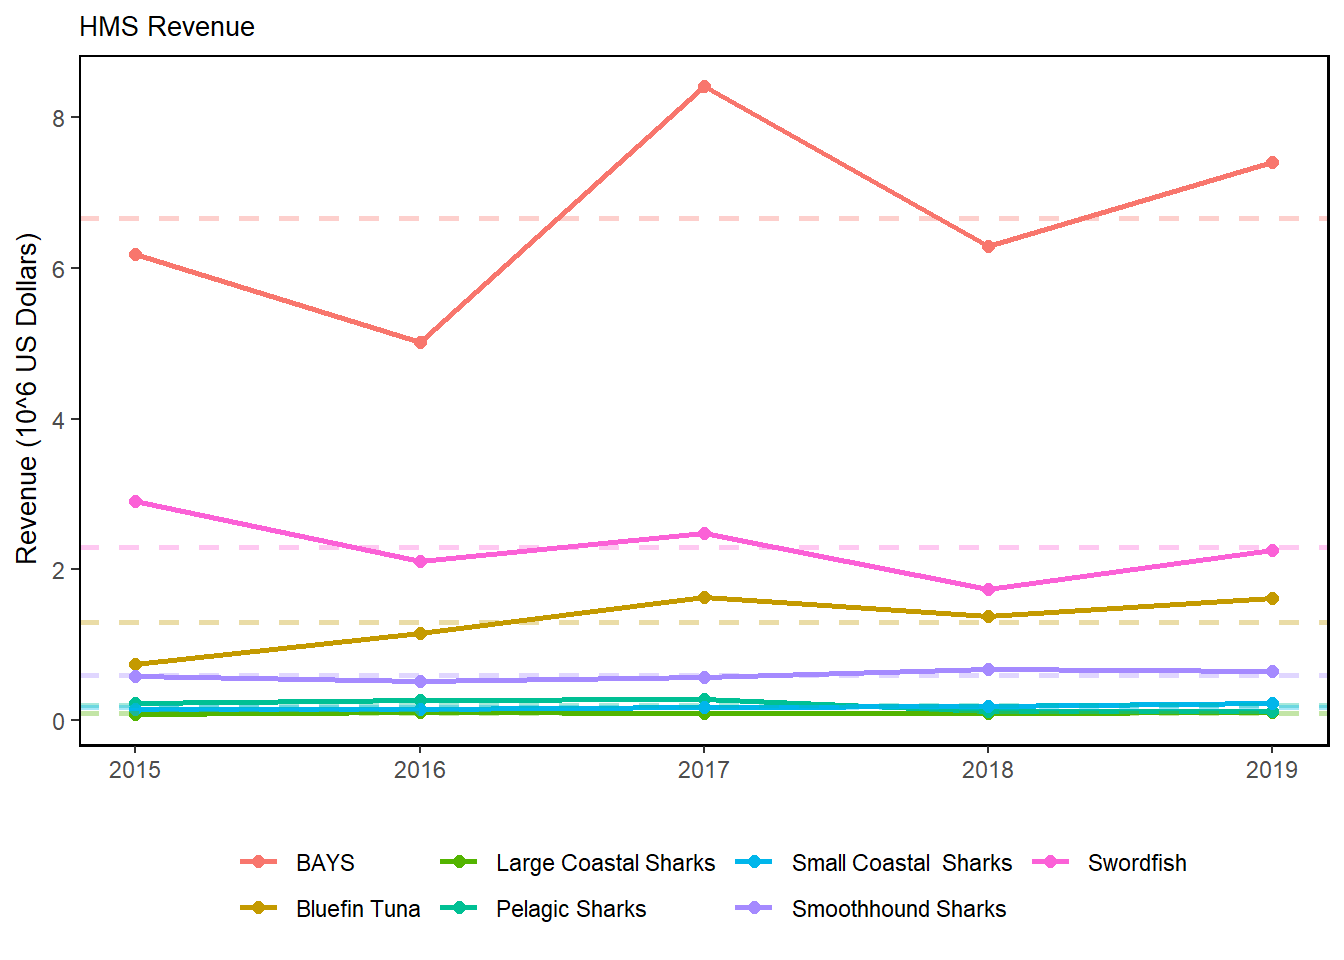 HMS Revenue
Revenue (10^6 US Dollars)
8
6
4
2
0
2015 2016 2017 2018 2019
BAYS Large Coastal Sharks Small Coastal  Sharks Swordfish
Bluefin Tuna Pelagic Sharks Smoothhound Sharks